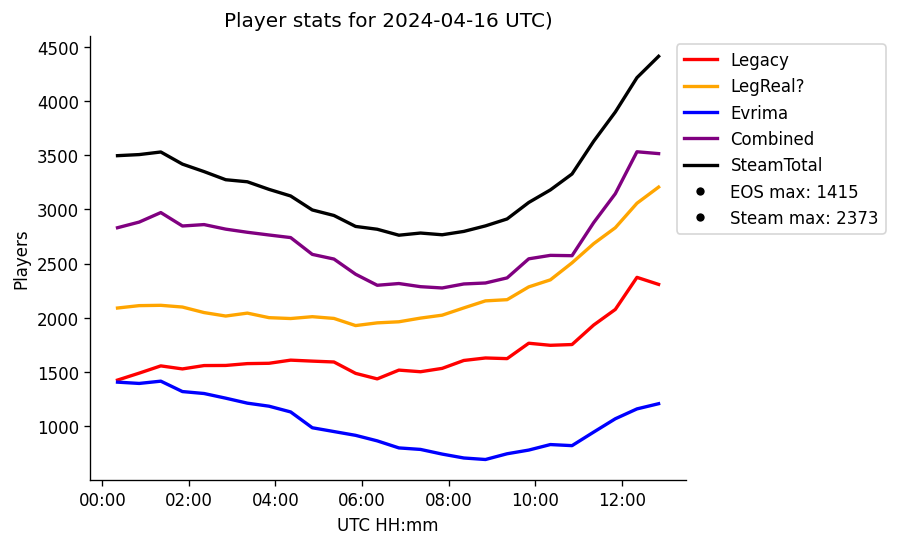 Player stats for 2024-04-16 UTC)
4500
4000
3500
3000
2500
2000
1500
1000
Players
00:00 02:00 04:00 06:00 08:00 10:00 12:00
UTC HH:mm
Legacy
LegReal?
Evrima
Combined
SteamTotal
EOS max: 1415
Steam max: 2373